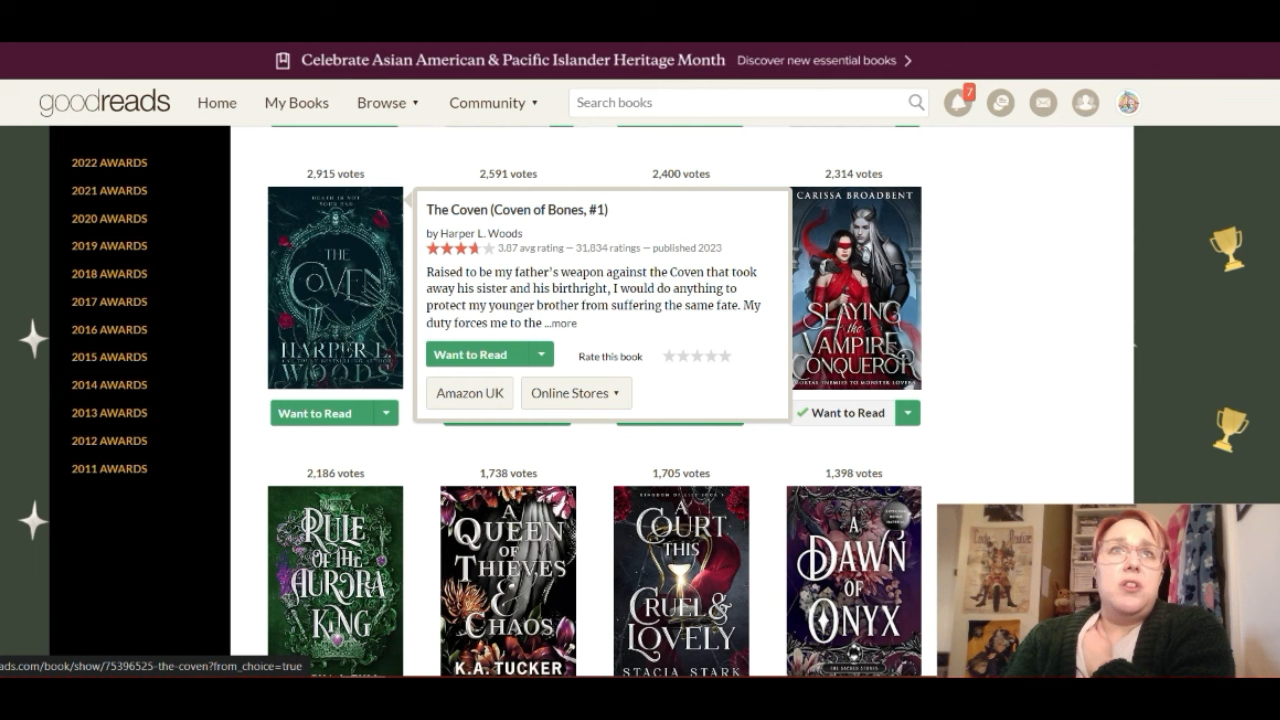 Celebrate Asian American & Pacific Islander Heritage Month Discover new essential books
goodreads Home My Books Browse Community Search books 7
2022 AWARDS
2021 AWARDS
2020 AWARDS
2019 AWARDS
2018 AWARDS
2017 AWARDS
2016 AWARDS
2015 AWARDS
2014 AWARDS
2013 AWARDS
2012 AWARDS
2011 AWARDS
2,915 votes 2,591 votes 2,400 votes 2,314 votes
THE
COVEN
HARPER L.
WOODS
Want to Read
The Coven (Coven of Bones, #1)
by Harper L. Woods
3.87 avg rating — 31,834 ratings — published 2023
Raised to be my father's weapon against the Coven that took
away his sister and his birthright, I would do anything to
protect my younger brother from suffering the same fate. My
duty forces me to the ...more
Want to Read Rate this book
Amazon UK Online Stores
CARISSA BROADBENT
SLAYING
the
VAMPIRE
CONQUEROR
MORTAL ENEMIES TO MONSTER LOVERS
Want to Read
2,186 votes 1,738 votes 1,705 votes 1,398 votes
RULE
OF THE
AURORA
KING
A
QUEEN
OF
THIEVES
&
CHAOS
K.A. TUCKER
A
COURT
THIS
CRUEL &
LOVELY
STACIA STARK
A
DAWN
OF
ONYX
ads.com/book/show/75396525-the-coven?from_choice=true